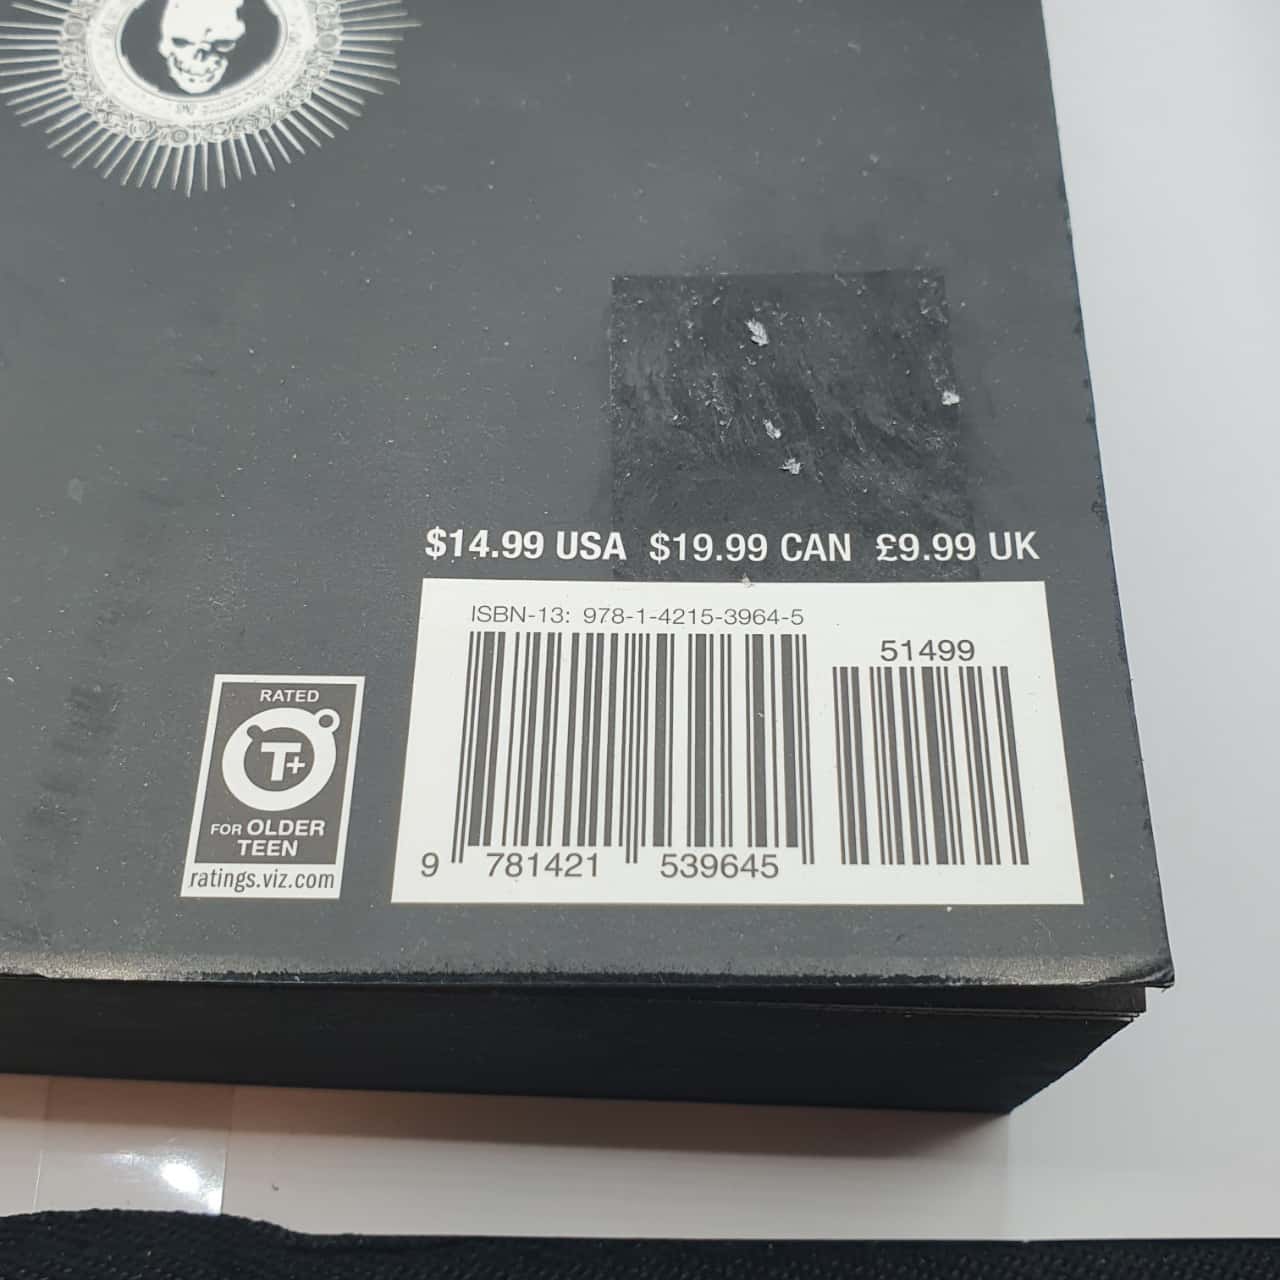 $14.99 USA $19.99 CAN £9.99 UK
ISBN-13: 978-1-4215-3964-5
51499
9 781421 539645
RATED
T+
FOR OLDER
TEEN
ratings.viz.com